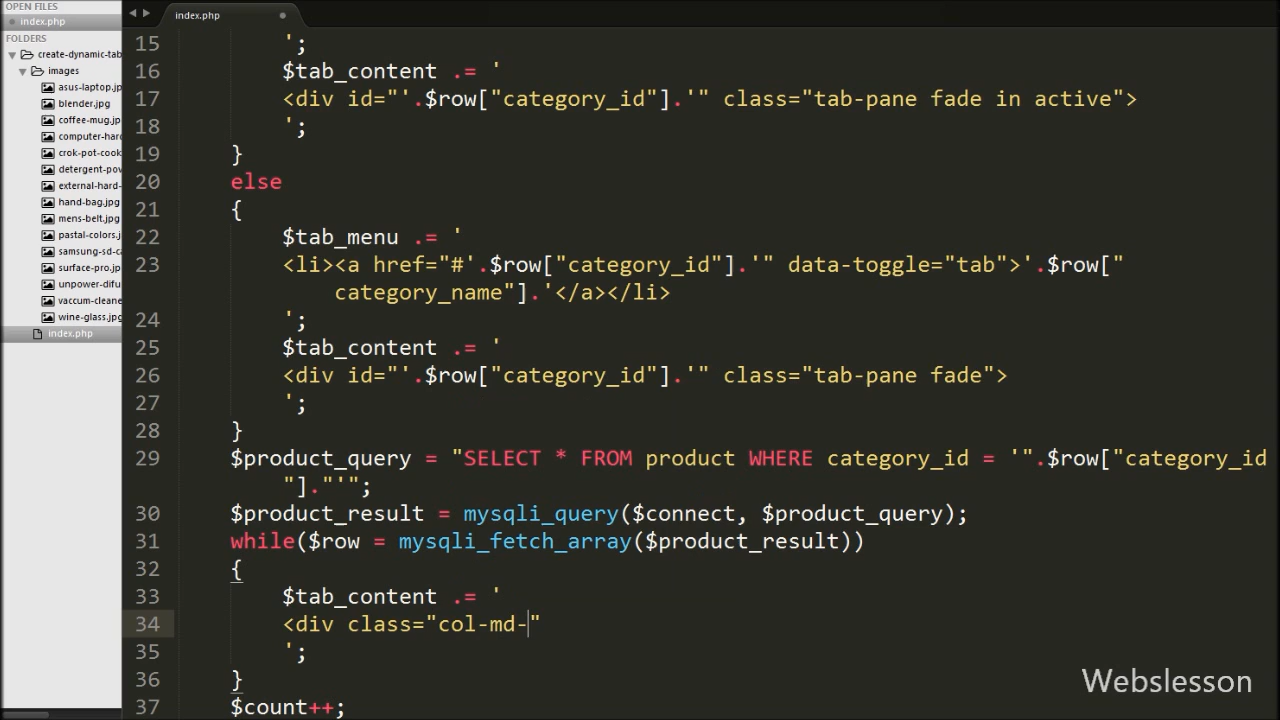 OPEN FILES
index.php
FOLDERS
create-dynamic-tab
images
asus-laptop.jp
blender.jpg
coffee-mug.jp
computer-hard
crok-pot-cook
detergent-pov
external-hard-
hand-bag.jpg
mens-belt.jpg
pastal-colors.j
samsung-sd-ca
surface-pro.jp
unpower-difu
vaccum-cleane
wine-glass.jpg
index.php
index.php
15 ';
16 $tab_content .= '
17 <div id="'.$row["category_id"].'" class="tab-pane fade in active">
18 ';
19 }
20 else
21 {
22 $tab_menu .= '
23 <li><a href="#'.$row["category_id"].'" data-toggle="tab">'.$row["
category_name"].'</a></li>
24 ';
25 $tab_content .= '
26 <div id="'.$row["category_id"].'" class="tab-pane fade">
27 ';
28 }
29 $product_query = "SELECT * FROM product WHERE category_id = '".$row["category_id
"]."'";
30 $product_result = mysqli_query($connect, $product_query);
31 while($row = mysqli_fetch_array($product_result))
32 {
33 $tab_content .= '
34 <div class="col-md-"
35 ';
36 }
37 $count++;
Webslesson